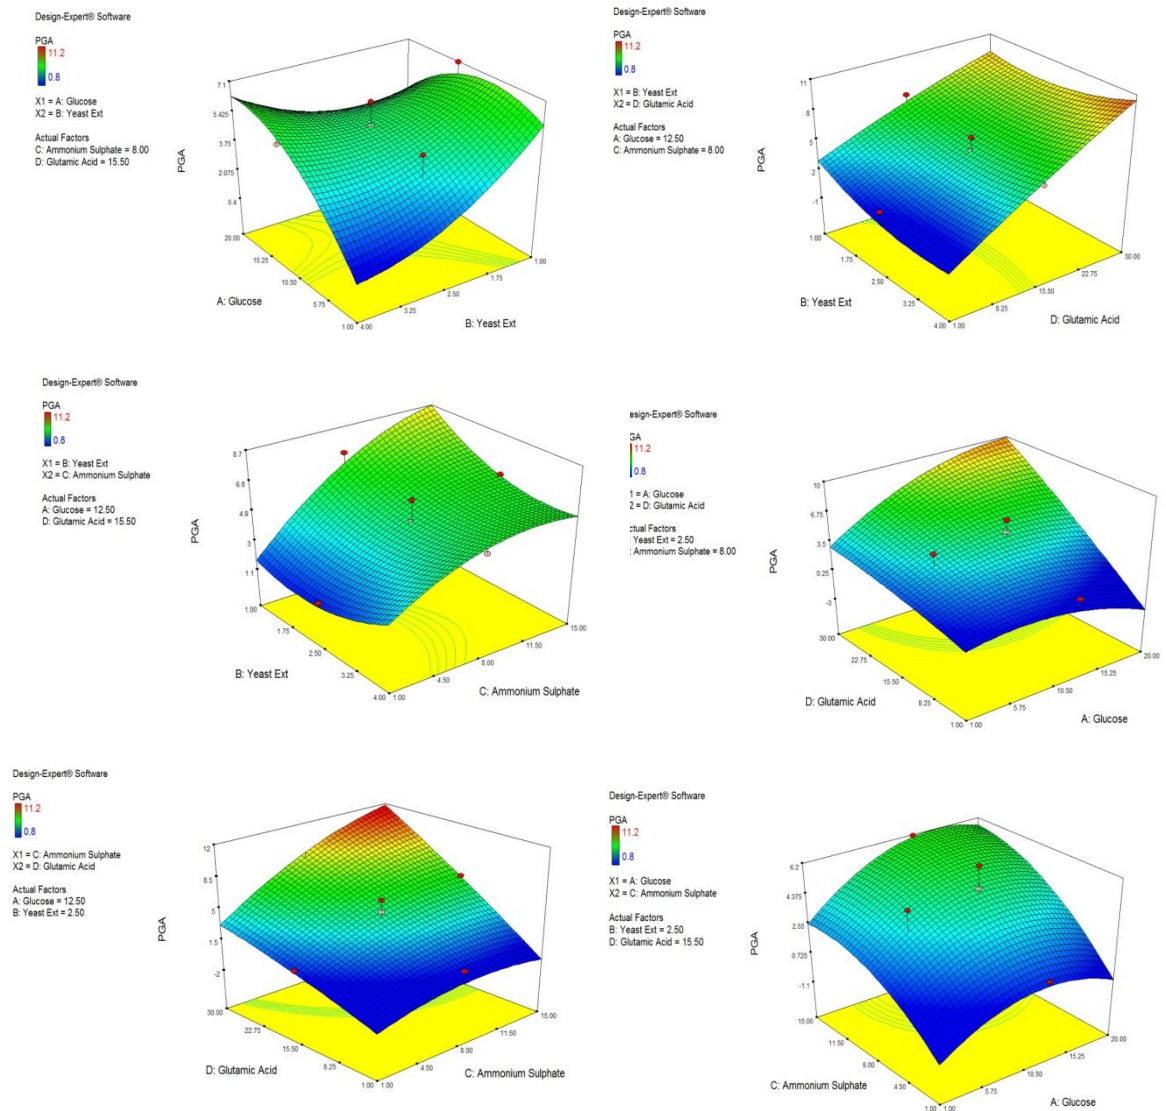 Design-Expert® Software
PGA
11.2
0.8
X1 = A: Glucose
X2 = B: Yeast Ext
Actual Factors
C: Ammonium Sulphate = 8.00
D: Glutamic Acid = 15.50
7.1
5.425
3.75
2.075
0.4
PGA
20.00
15.25
10.50
5.75
1.00
4.00
3.25
2.50
1.75
1.00
A: Glucose
B: Yeast Ext
Design-Expert® Software
PGA
11.2
0.8
X1 = B: Yeast Ext
X2 = D: Glutamic Acid
Actual Factors
A: Glucose = 12.50
C: Ammonium Sulphate = 8.00
11
8
5
2
-1
PGA
1.00
1.75
2.50
3.25
4.00
1.00
8.25
15.50
22.75
30.00
B: Yeast Ext
D: Glutamic Acid
Design-Expert® Software
PGA
11.2
0.8
X1 = B: Yeast Ext
X2 = C: Ammonium Sulphate
Actual Factors
A: Glucose = 12.50
D: Glutamic Acid = 15.50
8.7
6.8
4.9
3
1.1
PGA
1.00
1.75
2.50
3.25
4.00
1.00
4.50
8.00
11.50
15.00
B: Yeast Ext
C: Ammonium Sulphate
esign-Expert® Software
GA
11.2
0.8
1 = A: Glucose
2 = D: Glutamic Acid
ctual Factors
Yeast Ext = 2.50
: Ammonium Sulphate = 8.00
10
6.75
3.5
0.25
-3
PGA
30.00
22.75
15.50
8.25
1.00
1.00
5.75
10.50
15.25
20.00
D: Glutamic Acid
A: Glucose
Design-Expert® Software
PGA
11.2
0.8
X1 = C: Ammonium Sulphate
X2 = D: Glutamic Acid
Actual Factors
A: Glucose = 12.50
B: Yeast Ext = 2.50
12
8.5
5
1.5
-2
PGA
30.00
22.75
15.50
8.25
1.00
1.00
4.50
8.00
11.50
15.00
D: Glutamic Acid
C: Ammonium Sulphate
Design-Expert® Software
PGA
11.2
0.8
X1 = A: Glucose
X2 = C: Ammonium Sulphate
Actual Factors
B: Yeast Ext = 2.50
D: Glutamic Acid = 15.50
6.2
4.375
2.55
0.725
-1.1
PGA
15.00
11.50
8.00
4.50
1.00
1.00
5.75
10.50
15.25
20.00
C: Ammonium Sulphate
A: Glucose